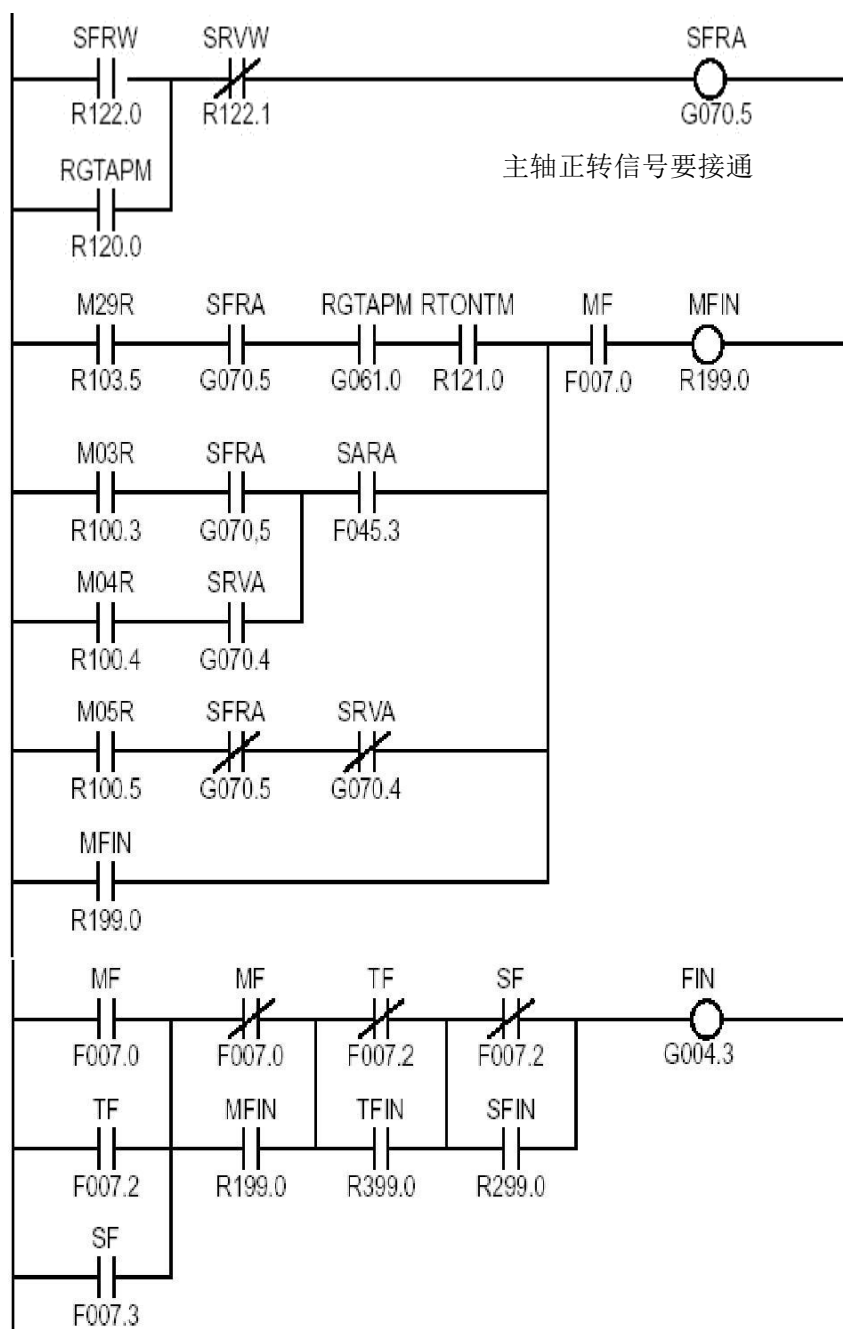 SFRW SRVW SFRA
R122.0 R122.1 G070.5
主轴正转信号要接通
RGTAPM
R120.0
M29R SFRA RGTAPM RTONTM MF MFIN
R103.5 G070.5 G061.0 R121.0 F007.0 R199.0
M03R SFRA SARA
R100.3 G070,5 F045.3
M04R SRVA
R100.4 G070.4
M05R SFRA SRVA
R100.5 G070.5 G070.4
MFIN
R199.0
MF MF TF SF FIN
F007.0 F007.0 F007.2 F007.2 G004.3
TF MFIN TFIN SFIN
F007.2 R199.0 R399.0 R299.0
SF
F007.3